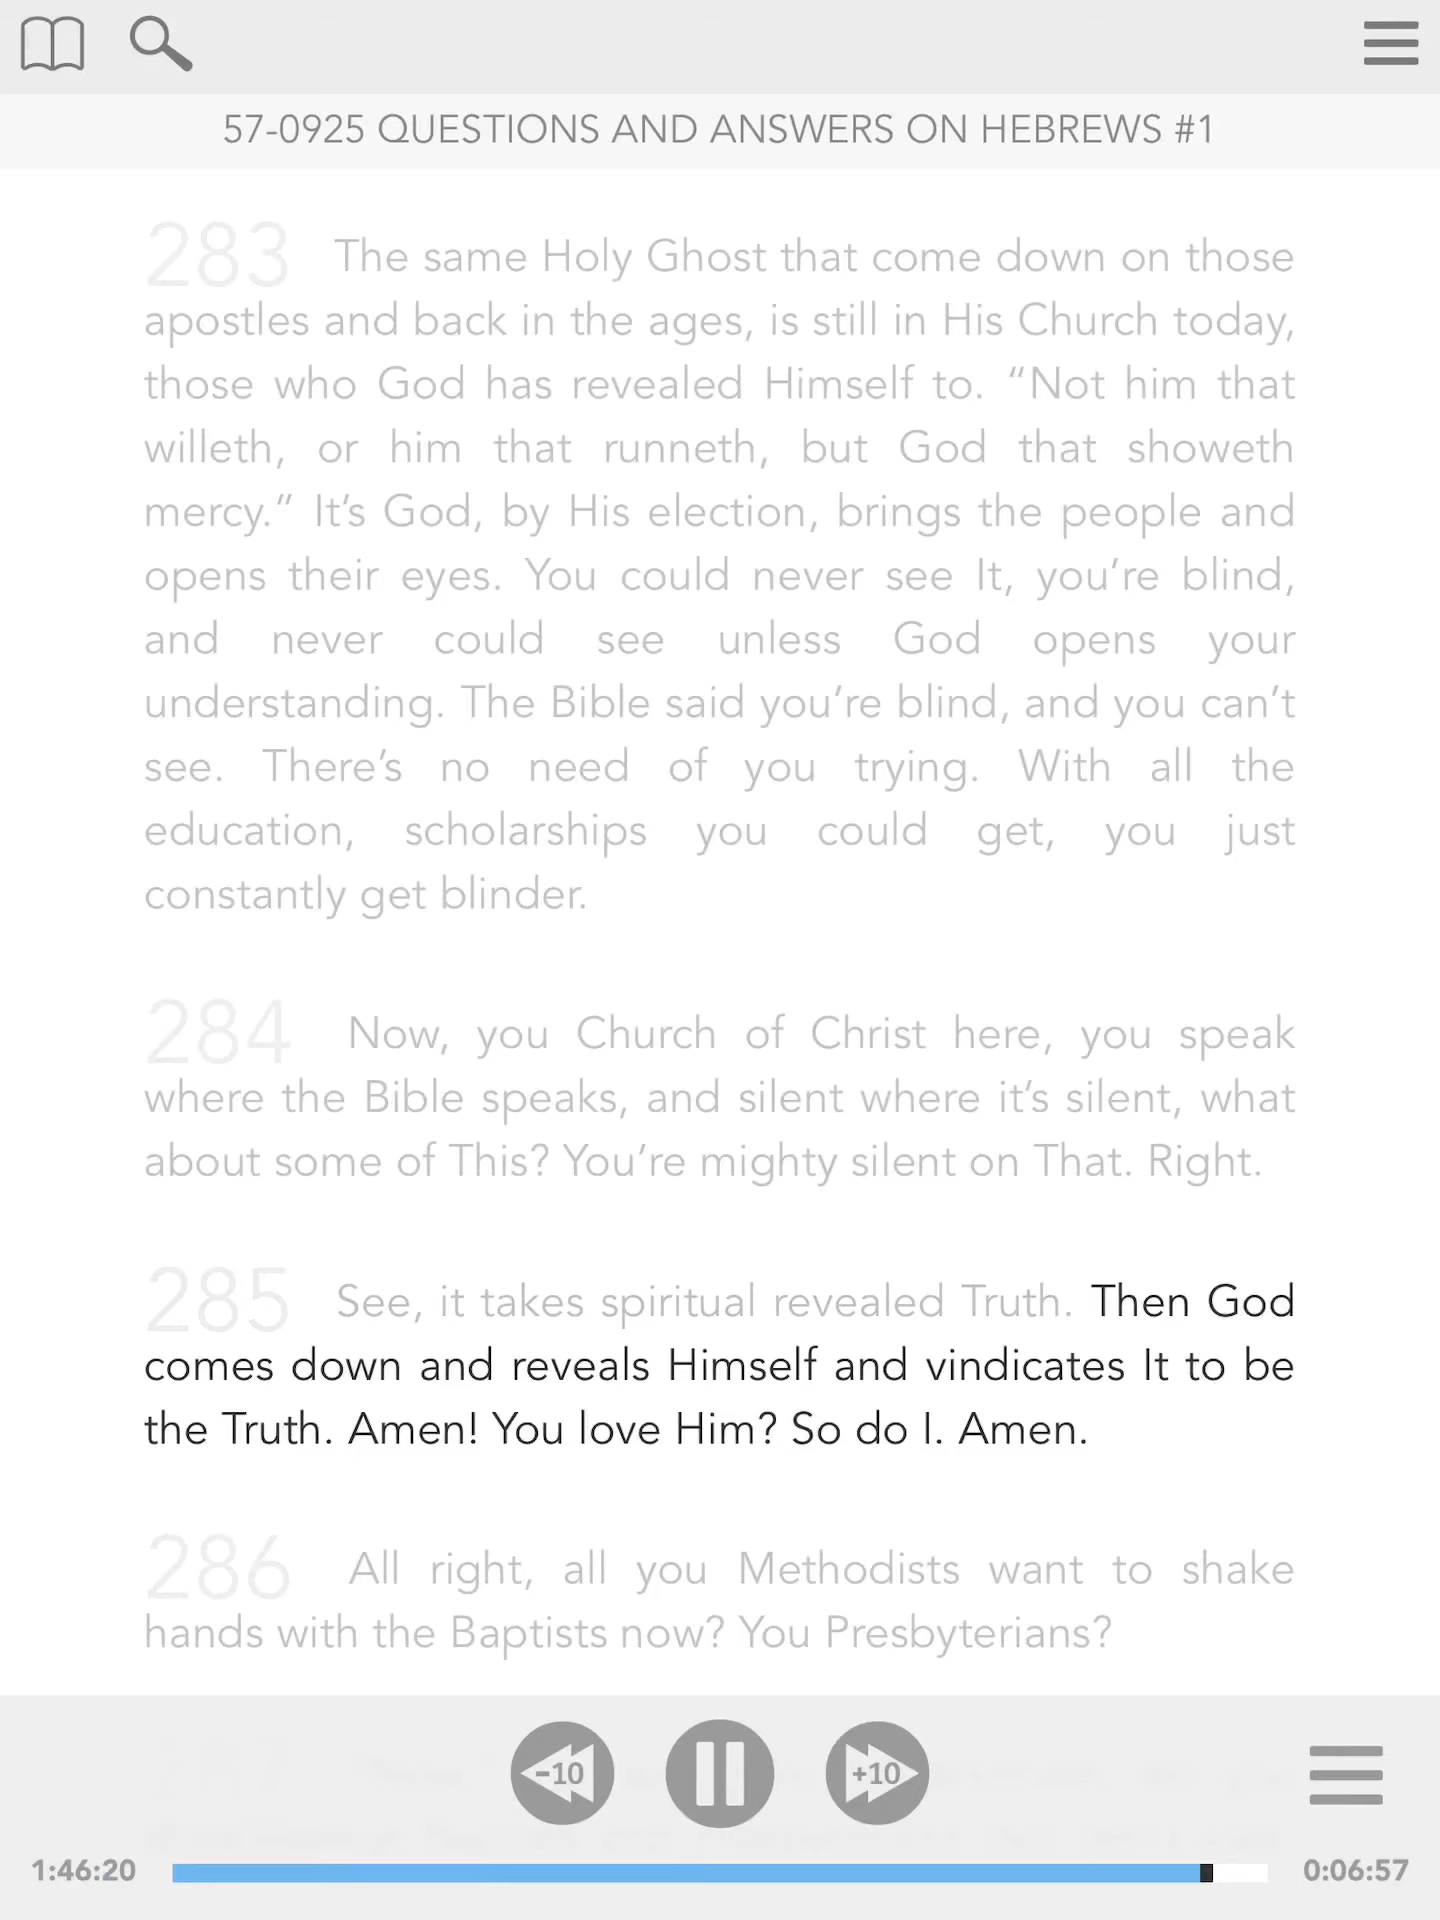 57-0925 QUESTIONS AND ANSWERS ON HEBREWS #1
283 The same Holy Ghost that come down on those
apostles and back in the ages, is still in His Church today,
those who God has revealed Himself to. “Not him that
willeth, or him that runneth, but God that showeth
mercy.” It’s God, by His election, brings the people and
opens their eyes. You could never see It, you’re blind,
and never could see unless God opens your
understanding. The Bible said you’re blind, and you can’t
see. There’s no need of you trying. With all the
education, scholarships you could get, you just
constantly get blinder.
284 Now, you Church of Christ here, you speak
where the Bible speaks, and silent where it’s silent, what
about some of This? You’re mighty silent on That. Right.
285 See, it takes spiritual revealed Truth. Then God
comes down and reveals Himself and vindicates It to be
the Truth. Amen! You love Him? So do I. Amen.
286 All right, all you Methodists want to shake
hands with the Baptists now? You Presbyterians?
-10 +10
1:46:20 0:06:57